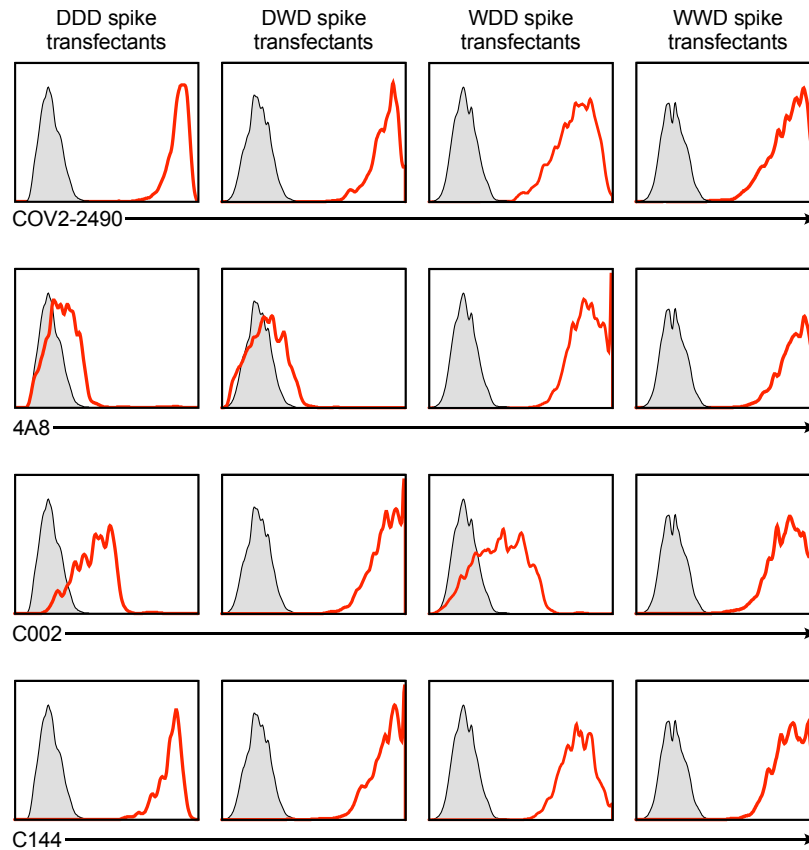 DDD spike
transfectants
DWD spike
transfectants
WDD spike
transfectants
WWD spike
transfectants
COV2-2490
4A8
C002
C144